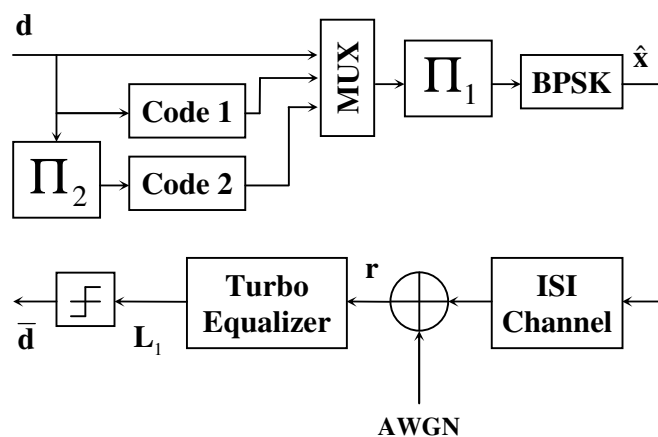 d
Code 1
Π₂
Code 2
MUX
Π₁
BPSK
x̂
d̅
L₁
Turbo
Equalizer
r
AWGN
ISI
Channel